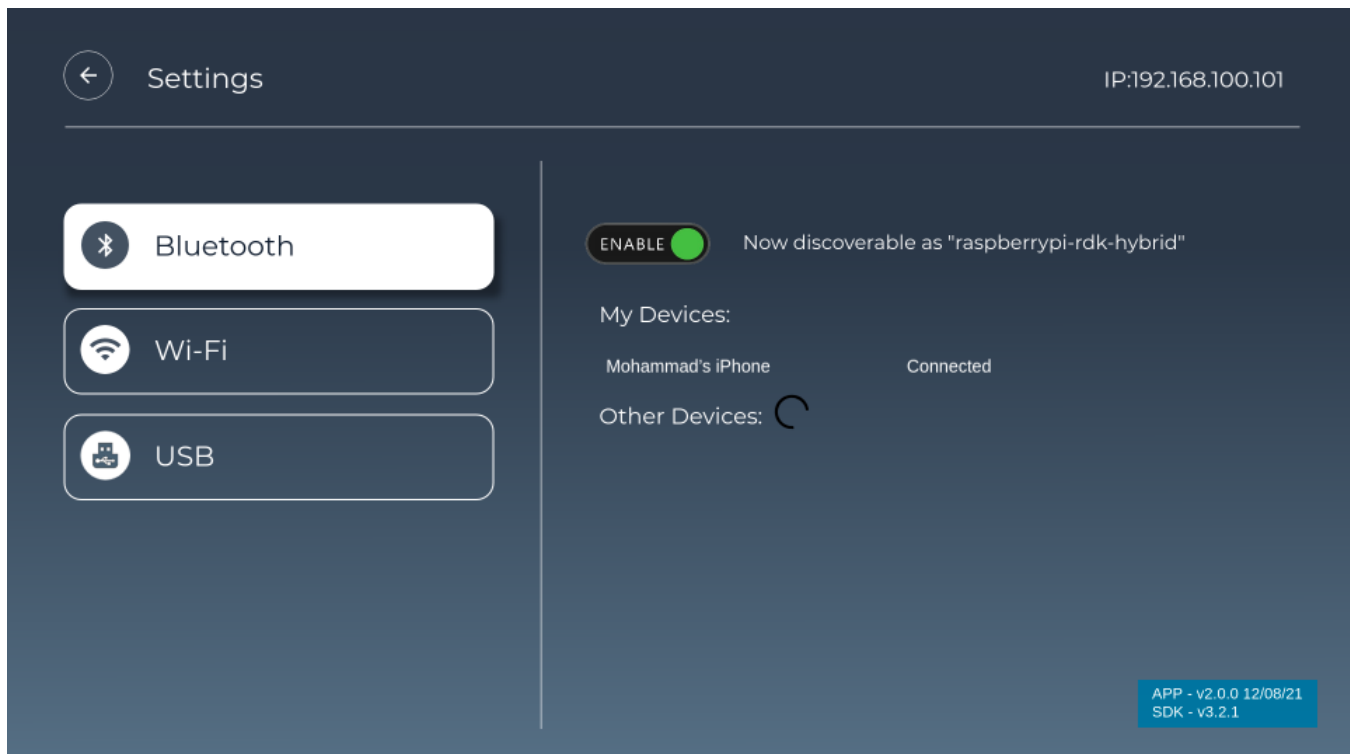 Settings
IP:192.168.100.101
Bluetooth
Wi-Fi
USB
ENABLE
Now discoverable as "raspberrypi-rdk-hybrid"
My Devices:
Mohammad's iPhone
Connected
Other Devices:
APP - v2.0.0 12/08/21
SDK - v3.2.1